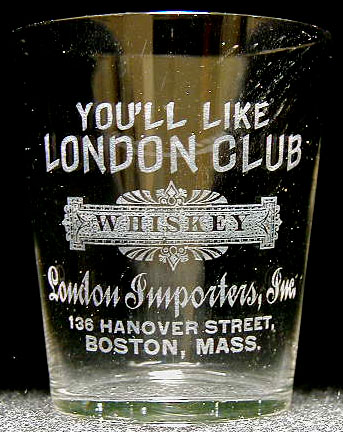 YOU'LL LIKE
LONDON CLUB
WHISKEY
London Importers, Inc.
136 HANOVER STREET,
BOSTON, MASS.